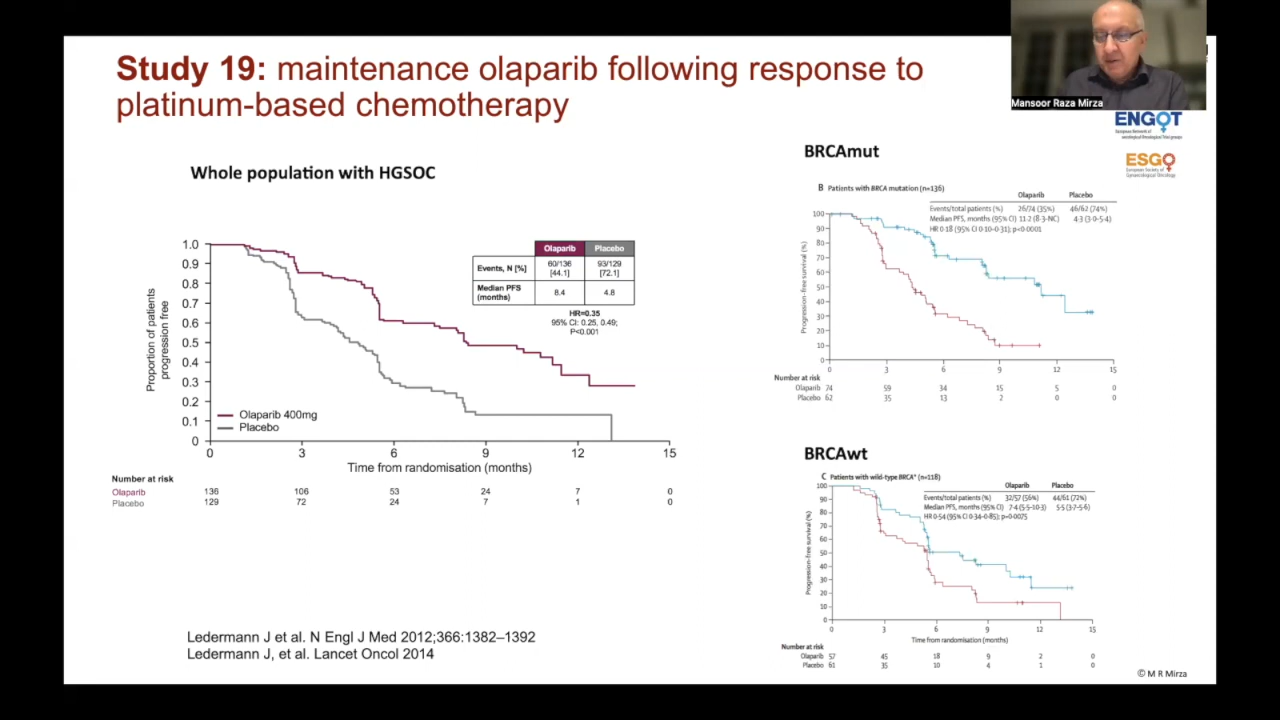 Study 19: maintenance olaparib following response to
platinum-based chemotherapy
Mansoor Raza Mirza
ENGOT
ESGO
Whole population with HGSOC
1.0
0.9
0.8
0.7
0.6
0.5
0.4
0.3
0.2
0.1
0
Proportion of patients
progression free
Olaparib Placebo
Events, N [%] 60/136 [44.1] 93/129 [72.1]
Median PFS (months) 8.4 4.8
HR=0.35
95% CI: 0.25, 0.49;
P<0.001
Olaparib 400mg
Placebo
0 3 6 9 12 15
Time from randomisation (months)
Number at risk
Olaparib 136 106 53 24 7 0
Placebo 129 72 24 7 1 0
Ledermann J et al. N Engl J Med 2012;366:1382–1392
Ledermann J, et al. Lancet Oncol 2014
BRCAmut
B Patients with BRCA mutation (n=136)
Olaparib Placebo
Events/total patients (%) 26/74 (35%) 46/62 (74%)
Median PFS, months (95% CI) 11·2 (8·3-NC) 4·3 (3·0-5·4)
HR 0·18 (95% CI 0·10-0·31); p<0·0001
100
90
80
70
60
50
40
30
20
10
0
Progression-free survival (%)
0 3 6 9 12 15
Number at risk
Olaparib 74 59 34 15 5 0
Placebo 62 35 13 2 0 0
BRCAwt
C Patients with wild-type BRCA* (n=118)
Olaparib Placebo
Events/total patients (%) 32/57 (56%) 44/61 (72%)
Median PFS, months (95% CI) 7·4 (5·5-10·3) 5·5 (3·7-5·6)
HR 0·54 (95% CI 0·34-0·85); p=0·0075
100
90
80
70
60
50
40
30
20
10
0
Progression-free survival (%)
0 3 6 9 12 15
Time from randomisation (months)
Number at risk
Olaparib 57 45 18 9 2 0
Placebo 61 35 10 4 1 0
© M R Mirza